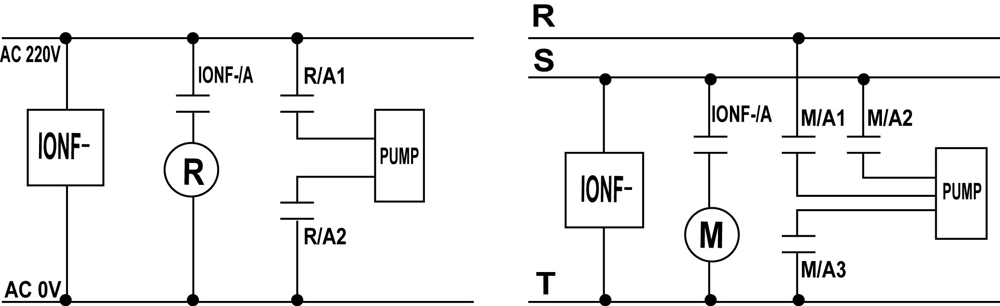 AC 220V
IONF-/A
R/A1
IONF-
R
PUMP
R/A2
AC 0V
R
S
IONF-/A
M/A1
M/A2
IONF-
M
PUMP
M/A3
T